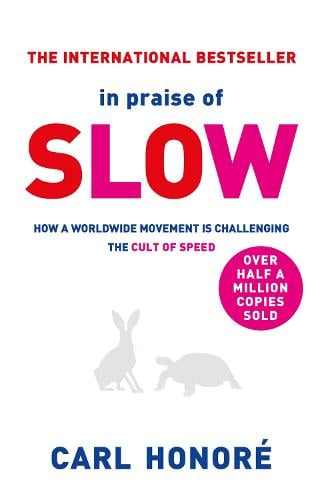 THE INTERNATIONAL BESTSELLER
in praise of
SLOW
HOW A WORLDWIDE MOVEMENT IS CHALLENGING
THE CULT OF SPEED
OVER
HALF A
MILLION
COPIES
SOLD
CARL HONORÉ